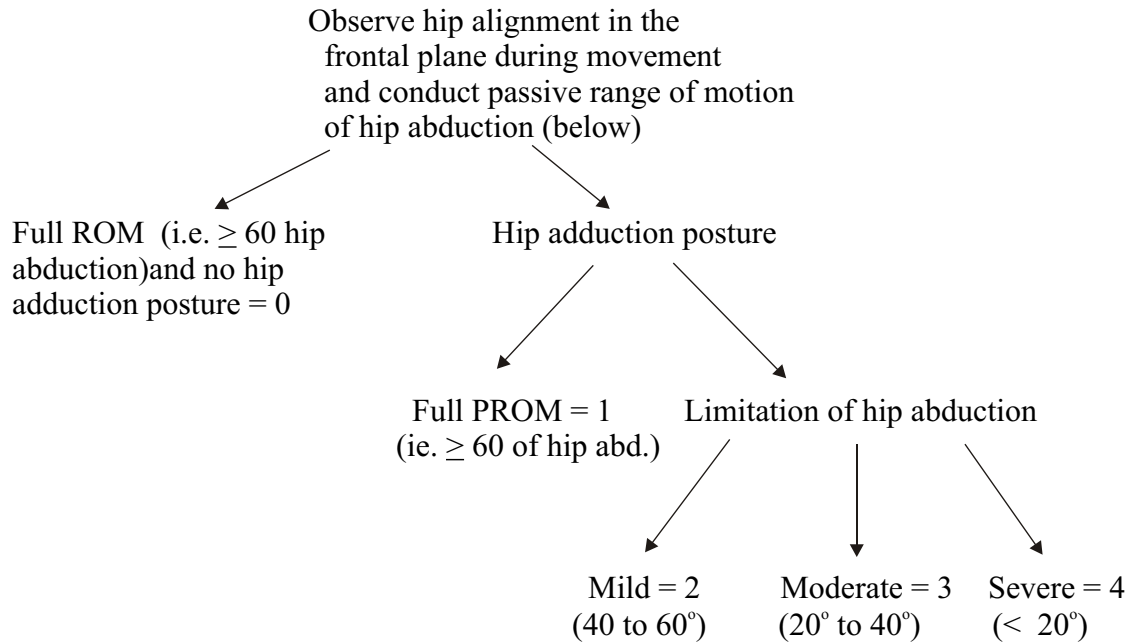 Observe hip alignment in the
frontal plane during movement
and conduct passive range of motion
of hip abduction (below)
Full ROM (i.e. ≥ 60 hip
abduction)and no hip
adduction posture = 0
Hip adduction posture
Full PROM = 1
(ie. ≥ 60 of hip abd.)
Limitation of hip abduction
Mild = 2
(40 to 60°)
Moderate = 3
(20° to 40°)
Severe = 4
(< 20°)